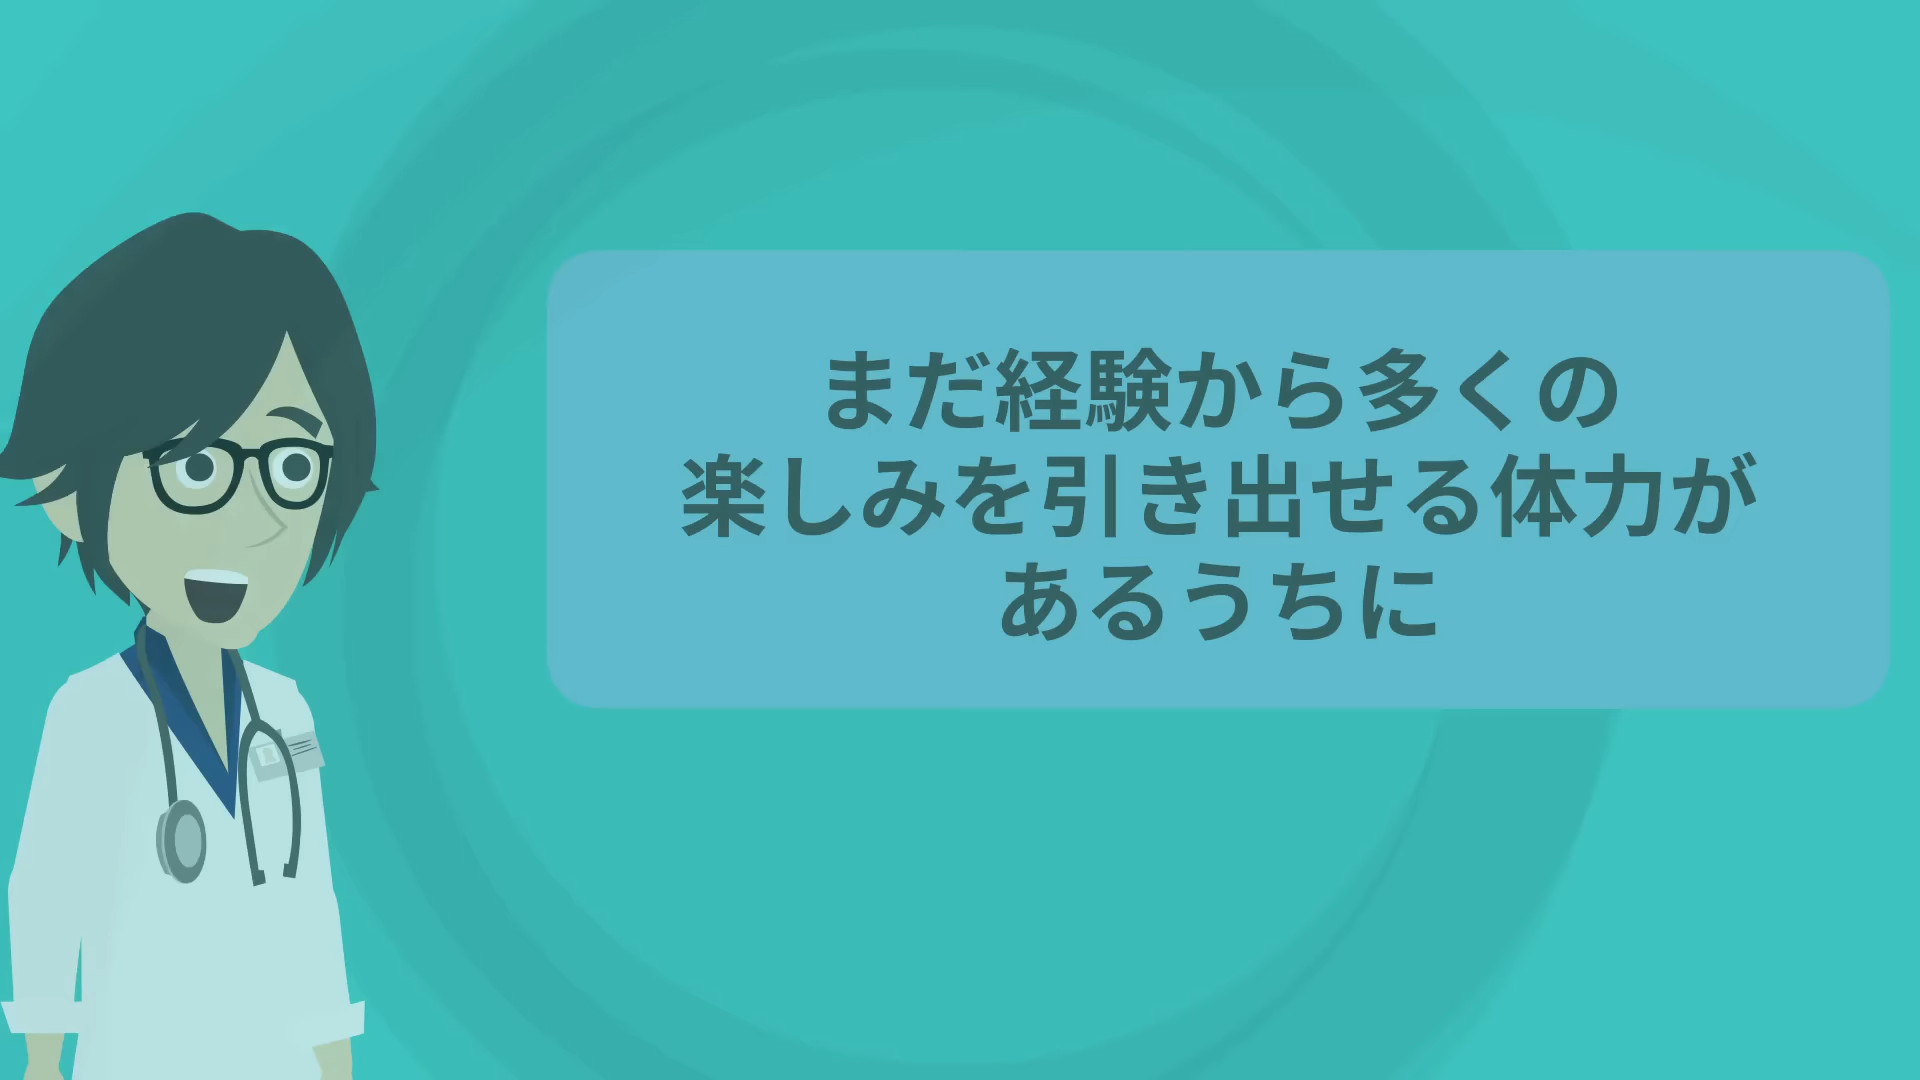 まだ経験から多くの
楽しみを引き出せる体力が
あるうちに